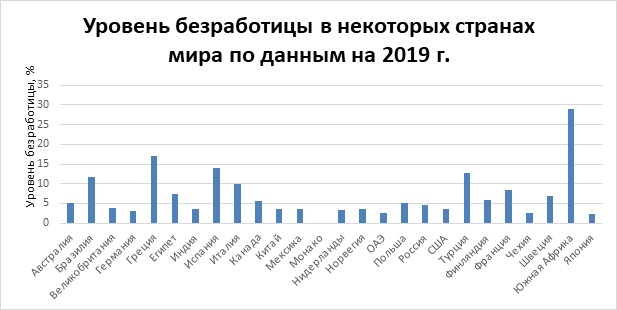 Уровень безработицы в некоторых странах
мира по данным на 2019 г.
Уровень безработицы, %
35
30
25
20
15
10
5
0
Австралия
Бразилия
Великобритания
Германия
Греция
Египет
Индия
Испания
Италия
Канада
Китай
Мексика
Монако
Нидерланды
Норвегия
ОАЭ
Польша
Россия
США
Турция
Финляндия
Франция
Чехия
Швеция
Южная Африка
Япония